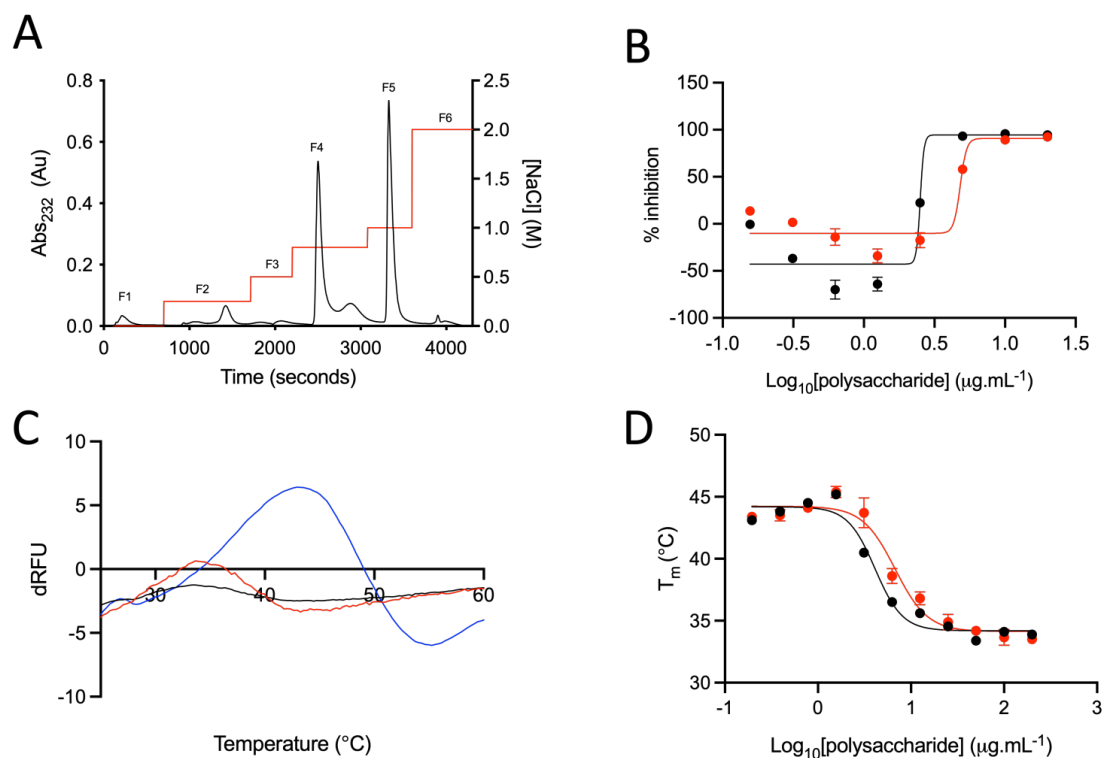 A
Abs232 (Au)
0.8
0.6
0.4
0.2
0.0
2.5
2.0
1.5
1.0
0.5
0.0
[NaCl] (M)
F1
F2
F3
F4
F5
F6
0
1000
2000
3000
4000
Time (seconds)
B
% inhibition
150
100
50
0
-50
-100
-1.0
-0.5
0.0
0.5
1.0
1.5
Log10[polysaccharide] (μg.mL-1)
C
dRFU
10
5
0
-5
-10
30
40
50
60
Temperature (°C)
D
Tm (°C)
50
45
40
35
30
-1
0
1
2
3
Log10[polysaccharide] (μg.mL-1)